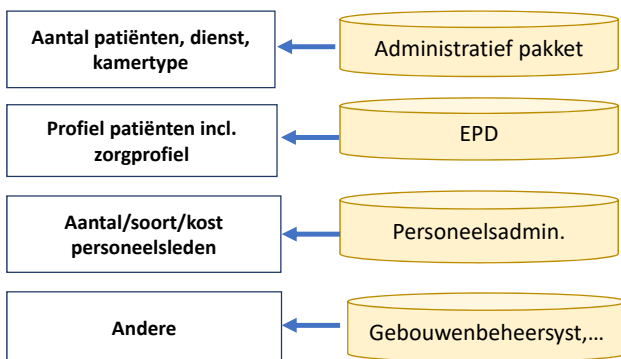 Aantal patiënten, dienst,
kamertype
Administratief pakket
Profiel patiënten incl.
zorgprofiel
EPD
Aantal/soort/kost
personeelsleden
Personeelsadmin.
Andere
Gebouwenbeheersyst,...